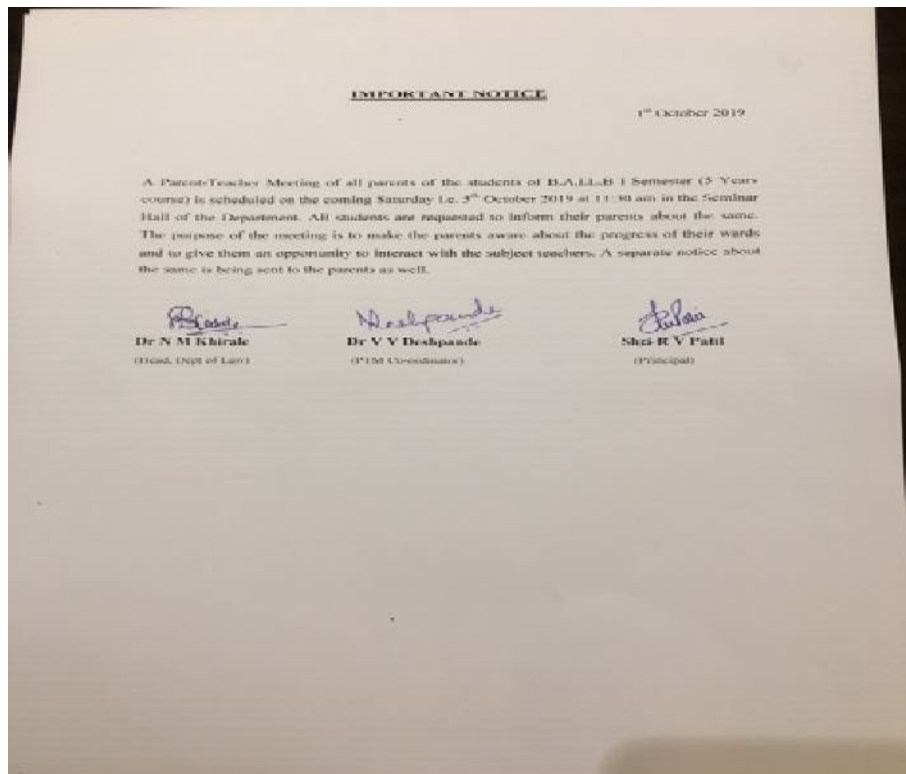 IMPORTANT NOTICE
1st October 2019
A Parent-Teacher Meeting of all parents of the students of B.A.LL.B I Semester (5 Years
course) is scheduled on the coming Saturday i.e. 5th October 2019 at 11:30 am in the Seminar
Hall of the Department. All students are requested to inform their parents about the same.
The purpose of the meeting is to make the parents aware about the progress of their wards
and to give them an opportunity to interact with the subject teachers. A separate notice about
the same is being sent to the parents as well.
Deshpande
Dr N M Khirale Dr V V Deshpande Shri R V Patil
(Head, Dept of Law) (PTM Co-ordinator) (Principal)